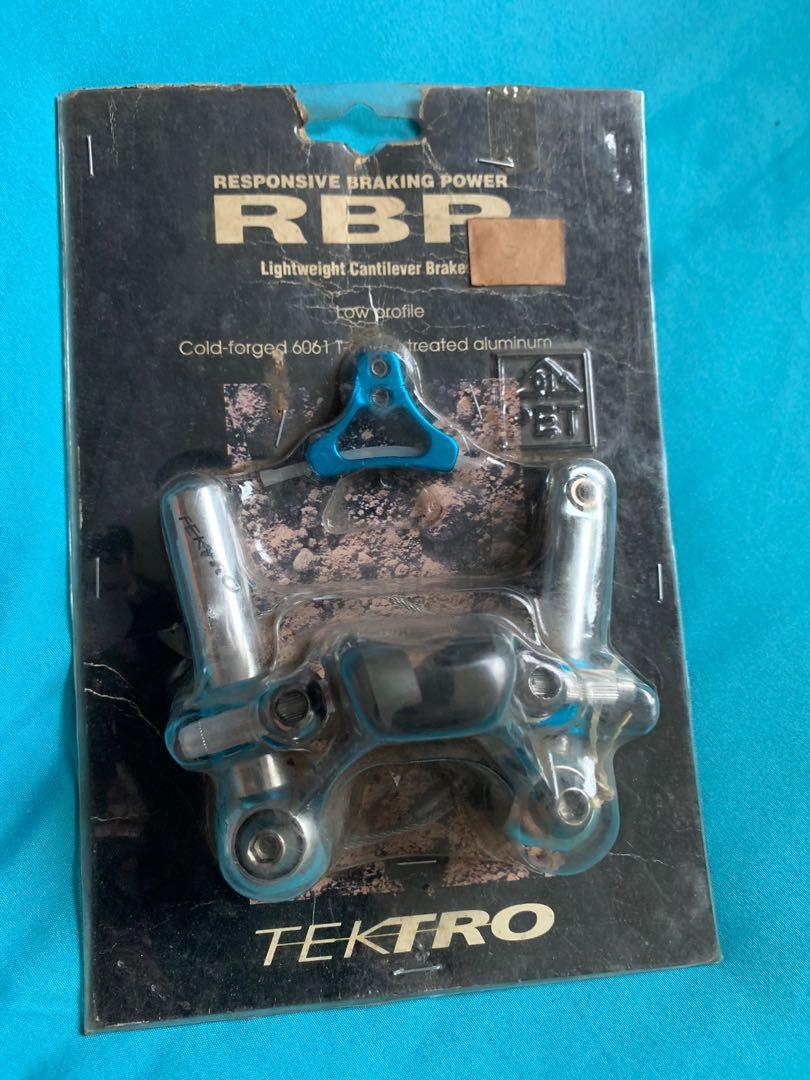 RESPONSIVE BRAKING POWER
RBP
Lightweight Cantilever Brake
Low profile
Cold-forged 6061 T- treated aluminum
TEKTRO
TEKTRO